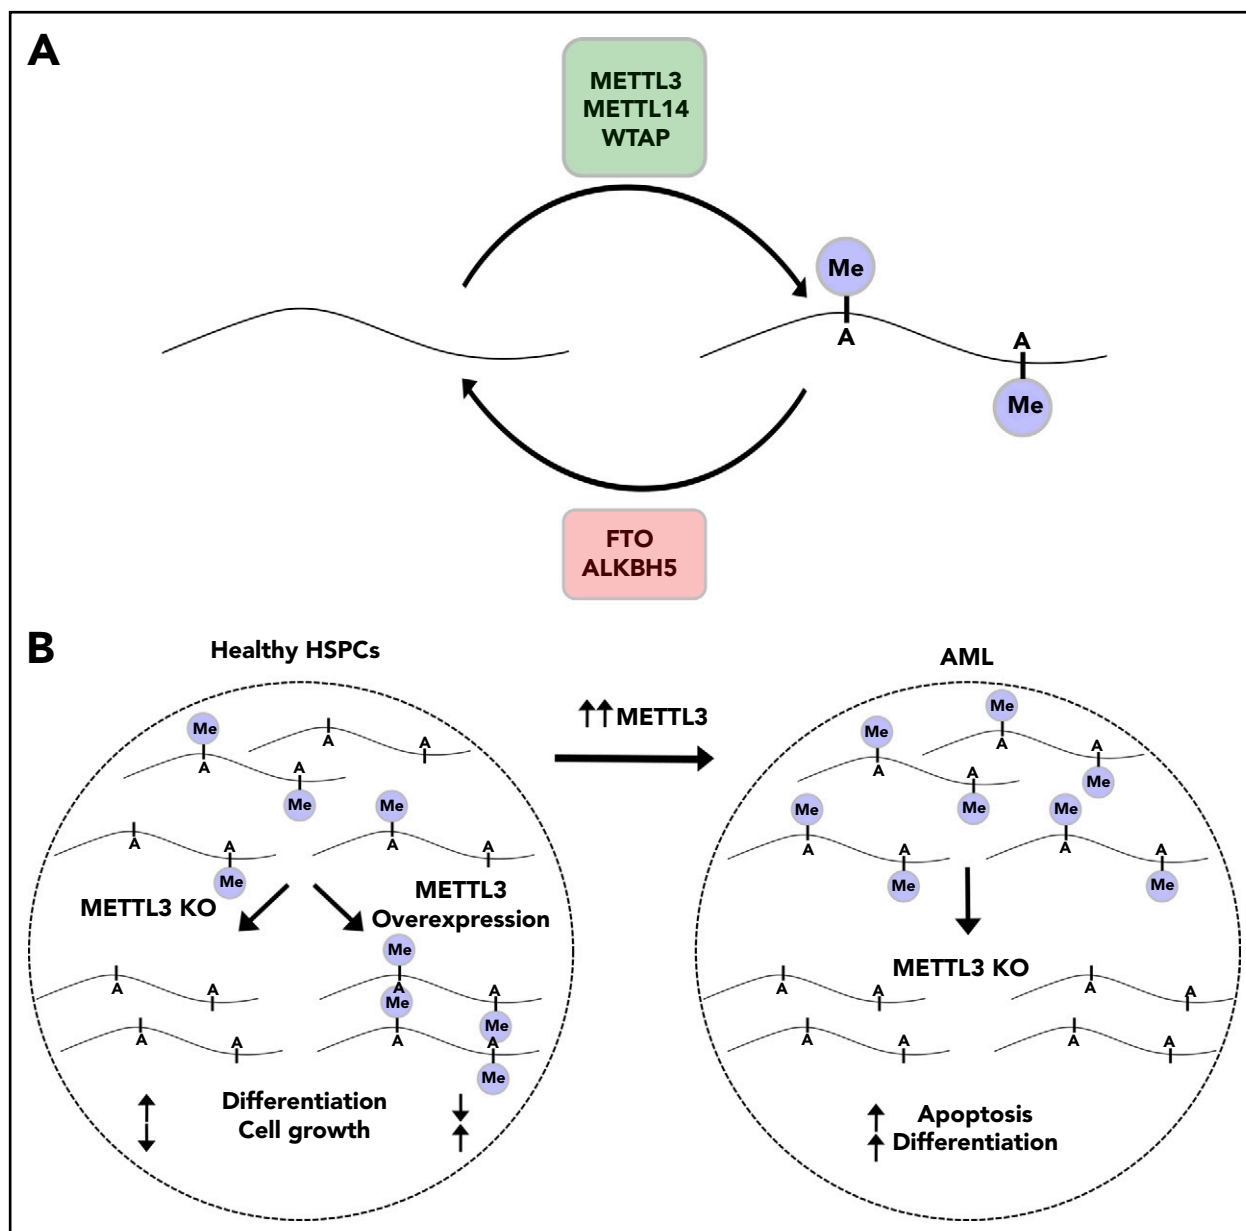 A
METTL3
METTL14
WTAP
Me
A
A
Me
FTO
ALKBH5
B
Healthy HSPCs
AML
↑↑METTL3
Me
A
A
A
A
Me
Me
A
A
Me
A
A
Me
A
A
Me
A
Me
A
Me
A
Me
A
Me
A
Me
A
Me
METTL3 KO
METTL3
Overexpression
METTL3 KO
Me
A
A
A
Me
A
Me
A
A
A
A
Me
A
Me
A
A
A
A
A
A
A
A
↑ Differentiation ↓
↓ Cell growth ↑
↑ Apoptosis
↑ Differentiation